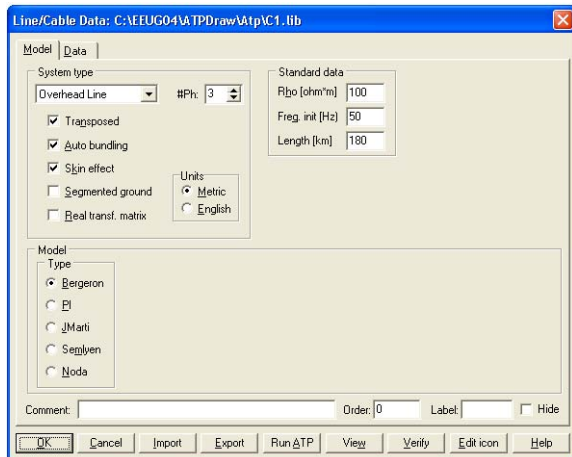 Line/Cable Data: C:\EEUG04\ATPDraw\Atp\C1.lib
Model Data
System type
Overhead Line #Ph: 3
Transposed
Auto bundling
Skin effect
Segmented ground
Real transf. matrix
Units
Metric
English
Standard data
Rho [ohm*m] 100
Freq. init [Hz] 50
Length [km] 180
Model
Type
Bergeron
PI
JMarti
Semlyen
Noda
Comment: Order: 0 Label: Hide
OK Cancel Import Export Run ATP View Verify Edit icon Help